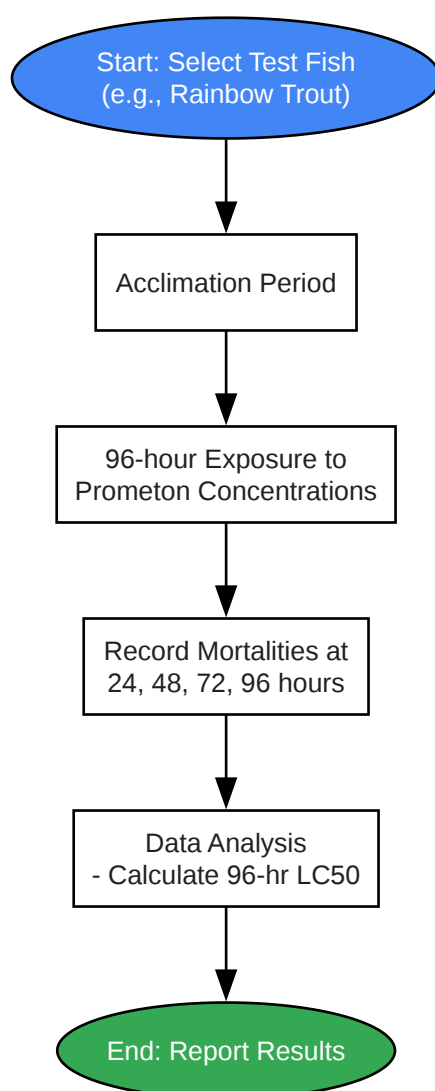 Start: Select Test Fish
(e.g., Rainbow Trout)
Acclimation Period
96-hour Exposure to
Prometon Concentrations
Record Mortalities at
24, 48, 72, 96 hours
Data Analysis
- Calculate 96-hr LC50
End: Report Results